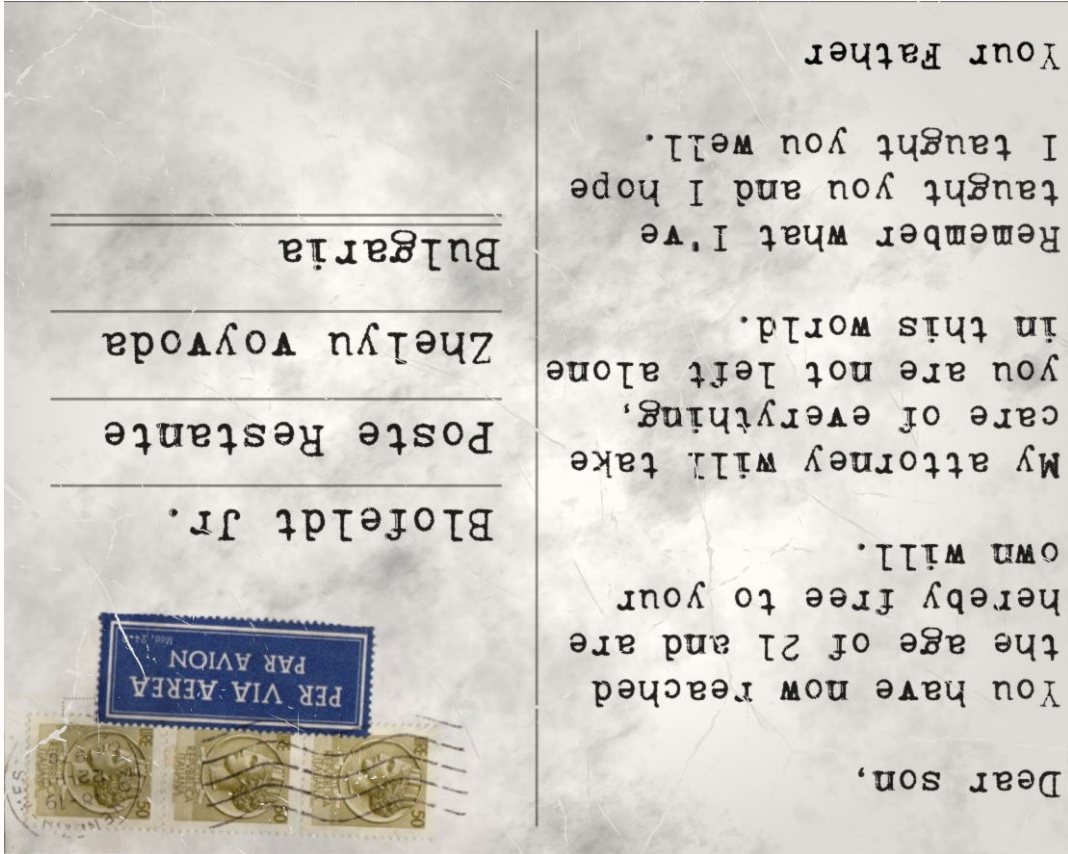 Dear son,
You have now reached
the age of 21 and are
hereby free to your
own will.
My attorney will take
care of everything,
you are not left alone
in this world.
Remember what I've
taught you and I hope
I taught you well.
Your Father
50
50
50
PER VIA AEREA
PAR AVION
Blofeldt Jr.
Poste Restante
Zhelyu voyvoda
Bulgaria